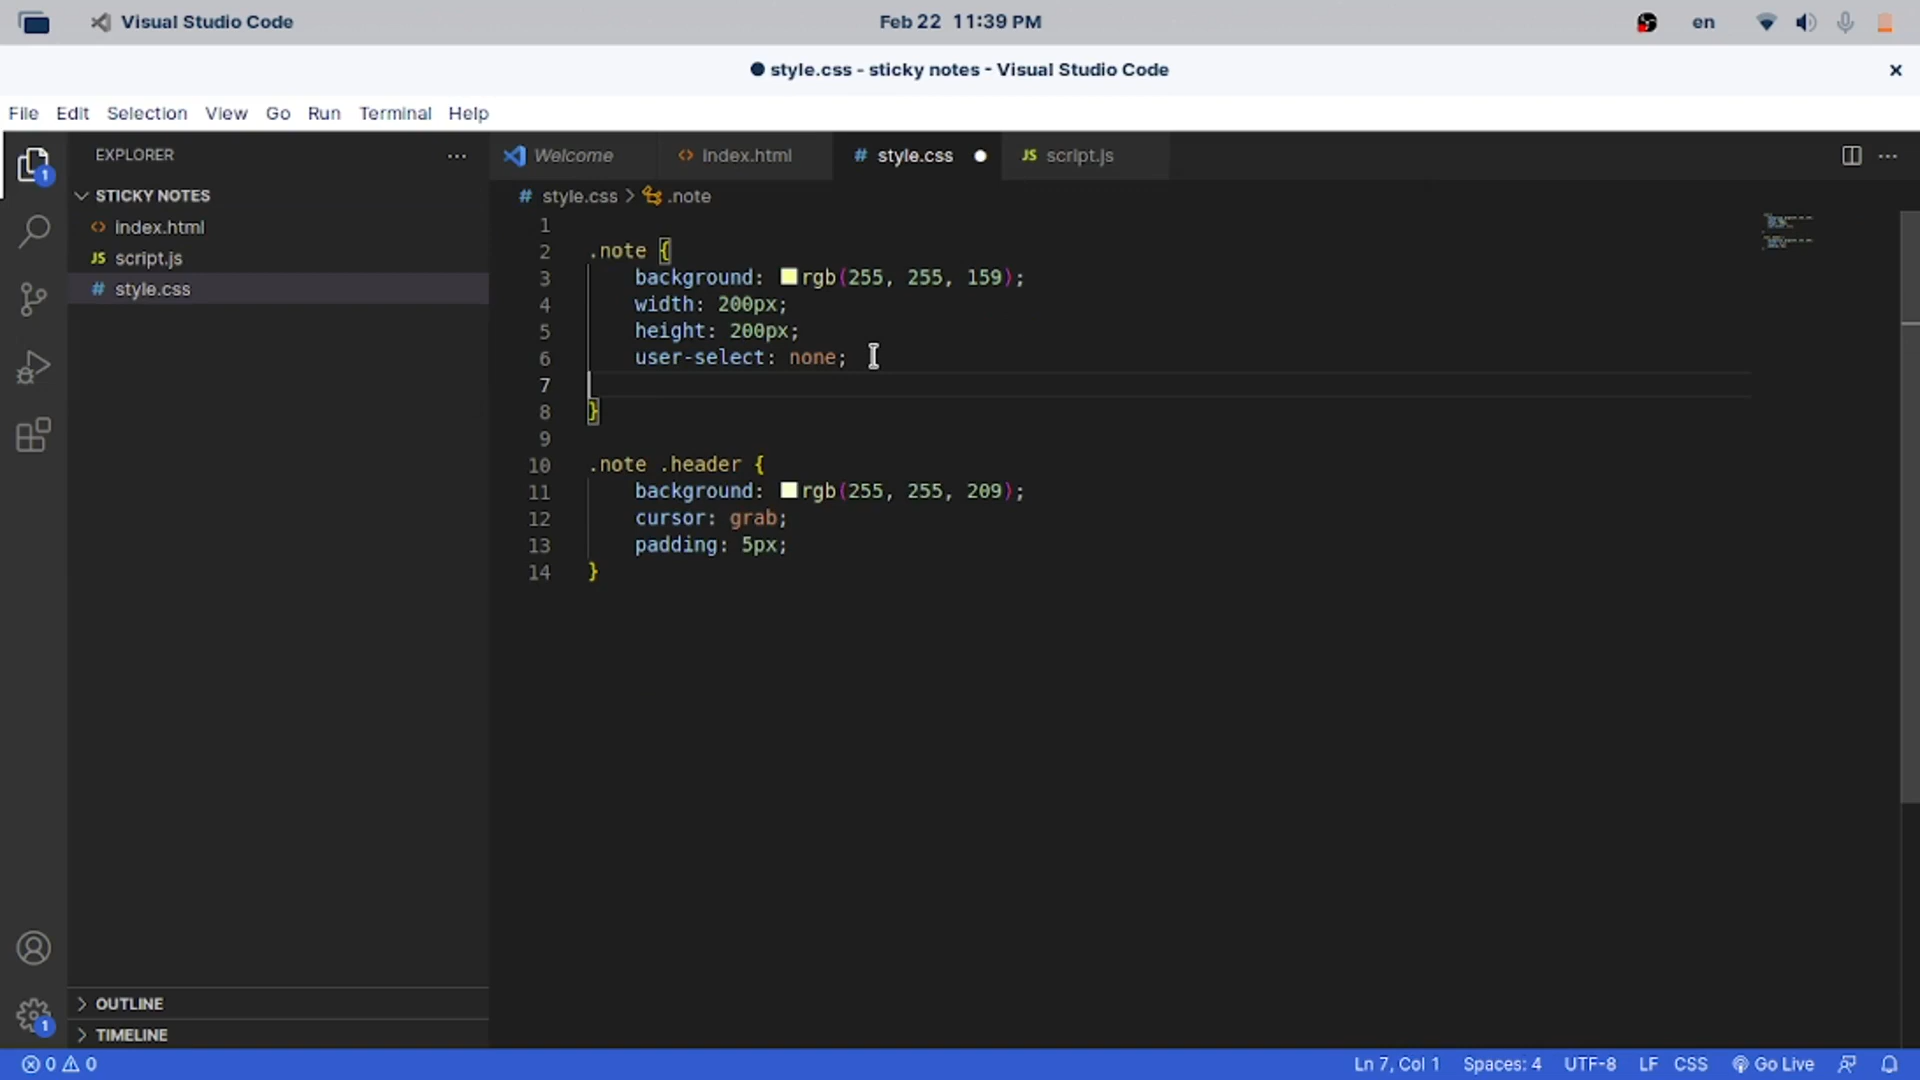 Visual Studio Code
Feb 22 11:39 PM
en
● style.css - sticky notes - Visual Studio Code
File Edit Selection View Go Run Terminal Help
EXPLORER
Welcome
index.html
# style.css
JS script.js
STICKY NOTES
index.html
JS script.js
# style.css
# style.css > .note
1
2 .note {
3 background: rgb(255, 255, 159);
4 width: 200px;
5 height: 200px;
6 user-select: none;
7
8 }
9
10 .note .header {
11 background: rgb(255, 255, 209);
12 cursor: grab;
13 padding: 5px;
14 }
1
OUTLINE
1
TIMELINE
0 0
Ln 7, Col 1 Spaces: 4 UTF-8 LF CSS Go Live